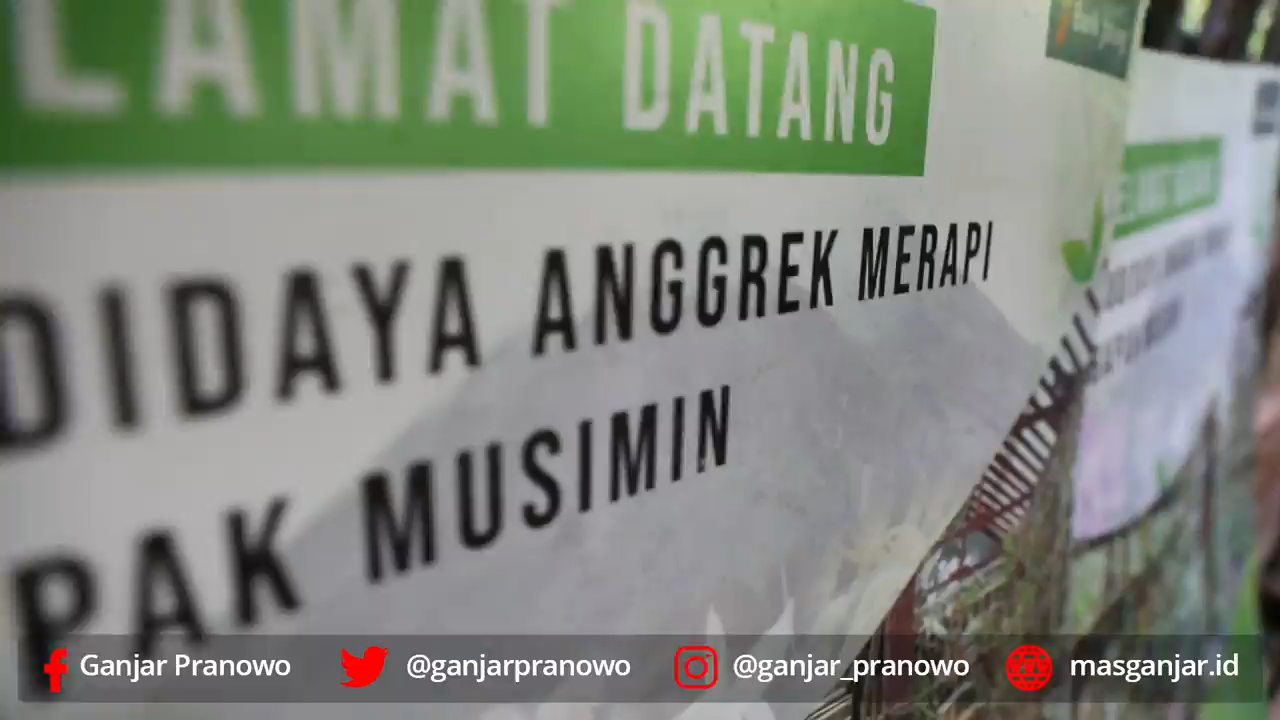 LAMAT DATANG
DIDAYA ANGGREK MERAPI
PAK MUSIMIN
Ganjar Pranowo @ganjarpranowo @ganjar_pranowo masganjar.id